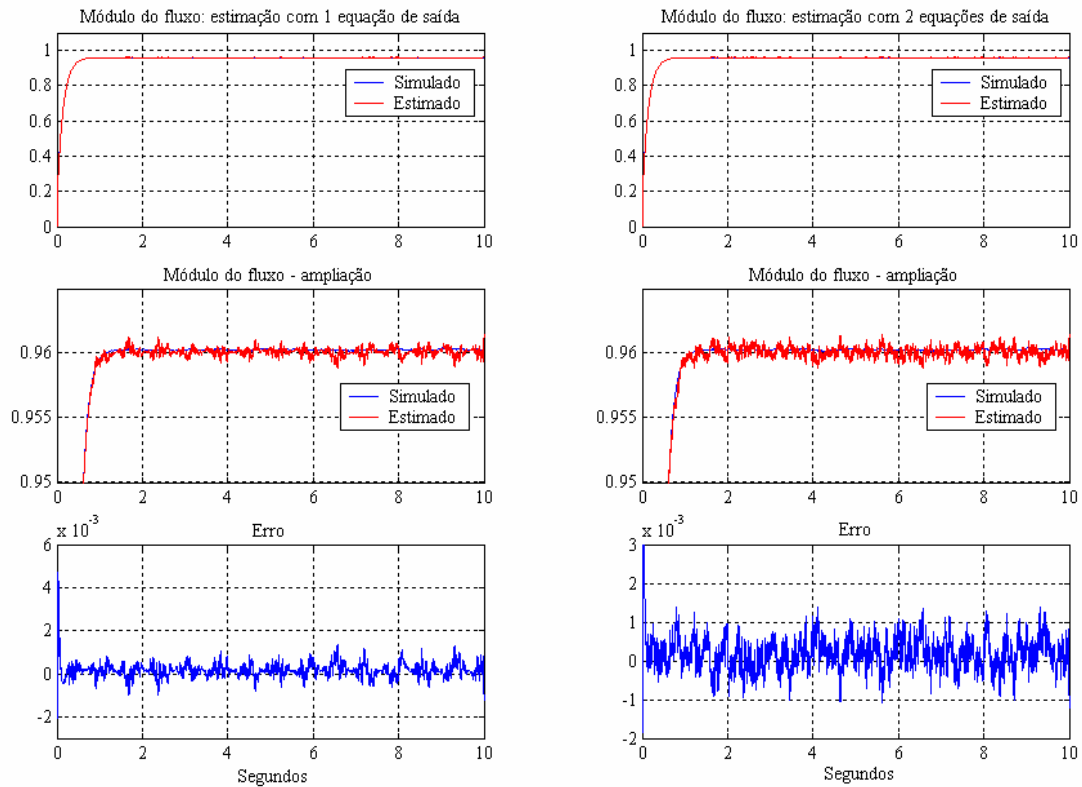 Módulo do fluxo: estimação com 1 equação de saída
1
0.8
0.6
0.4
0.2
0
Simulado
Estimado
0 2 4 6 8 10
Módulo do fluxo - ampliação
0.96
0.955
0.95
Simulado
Estimado
0 2 4 6 8 10
x 10^-3
Erro
6
4
2
0
-2
0 2 4 6 8 10
Segundos
Módulo do fluxo: estimação com 2 equações de saída
1
0.8
0.6
0.4
0.2
0
Simulado
Estimado
0 2 4 6 8 10
Módulo do fluxo - ampliação
0.96
0.955
0.95
Simulado
Estimado
0 2 4 6 8 10
x 10^-3
Erro
3
2
1
0
-1
-2
0 2 4 6 8 10
Segundos